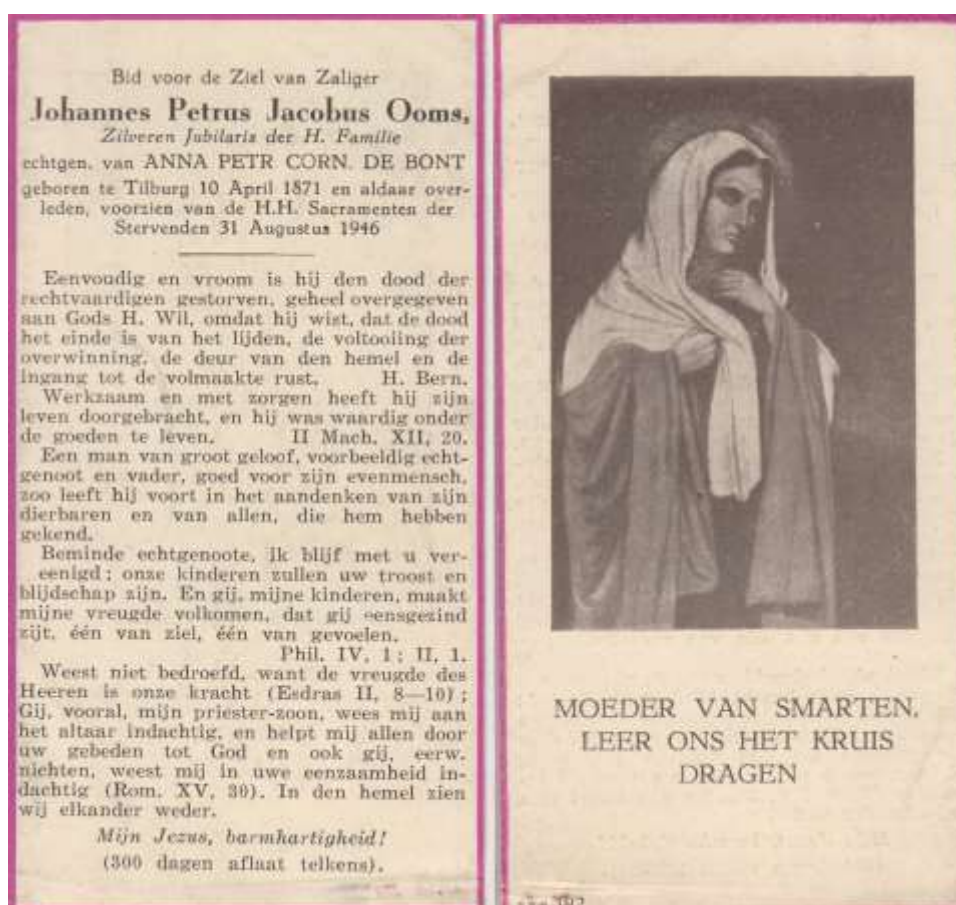 Bid voor de Ziel van Zaliger
Johannes Petrus Jacobus Ooms,
Zilveren Jubilaris der H. Familie
echtgen. van ANNA PETR CORN. DE BONT
geboren te Tilburg 10 April 1871 en aldaar over-
leden, voorzien van de H.H. Sacramenten der
Stervenden 31 Augustus 1946
Eenvoudig en vroom is hij den dood der
rechtvaardigen gestorven, geheel overgegeven
aan Gods H. Wil, omdat hij wist, dat de dood
het einde is van het lijden, de voltooiing der
overwinning, de deur van den hemel en de
ingang tot de volmaakte rust. H. Bern.
Werkzaam en met zorgen heeft hij zijn
leven doorgebracht, en hij was waardig onder
de goeden te leven. II Mach. XII, 20.
Een man van groot geloof, voorbeeldig echt-
genoot en vader, goed voor zijn evenmensch,
zoo leeft hij voort in het aandenken van zijn
dierbaren en van allen, die hem hebben
gekend.
Beminde echtgenoote, ik blijf met u ver-
eenigd; onze kinderen zullen uw troost en
blijdschap zijn. En gij, mijne kinderen, maakt
mijne vreugde volkomen, dat gij eensgezind
zijt, één van ziel, één van gevoelen.
Phil. IV, 1; II, 1.
Weest niet bedroefd, want de vreugde des
Heeren is onze kracht (Esdras II, 8—10);
Gij, vooral, mijn priester-zoon, wees mij aan
het altaar indachtig, en helpt mij allen door
uw gebeden tot God en ook gij, eerw.
nichten, weest mij in uwe eenzaamheid in-
dachtig (Rom. XV, 30). In den hemel zien
wij elkander weder.
Mijn Jezus, barmhartigheid!
(300 dagen aflaat telkens).
MOEDER VAN SMARTEN,
LEER ONS HET KRUIS
DRAGEN